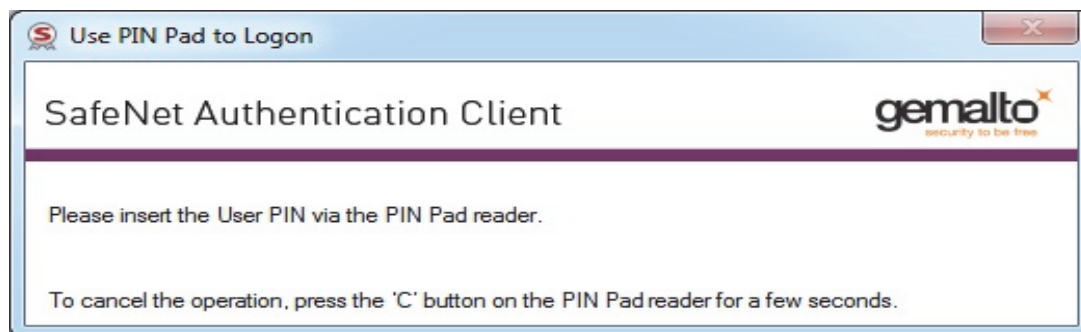 Use PIN Pad to Logon
SafeNet Authentication Client
gemalto
security to be free
Please insert the User PIN via the PIN Pad reader.
To cancel the operation, press the 'C' button on the PIN Pad reader for a few seconds.